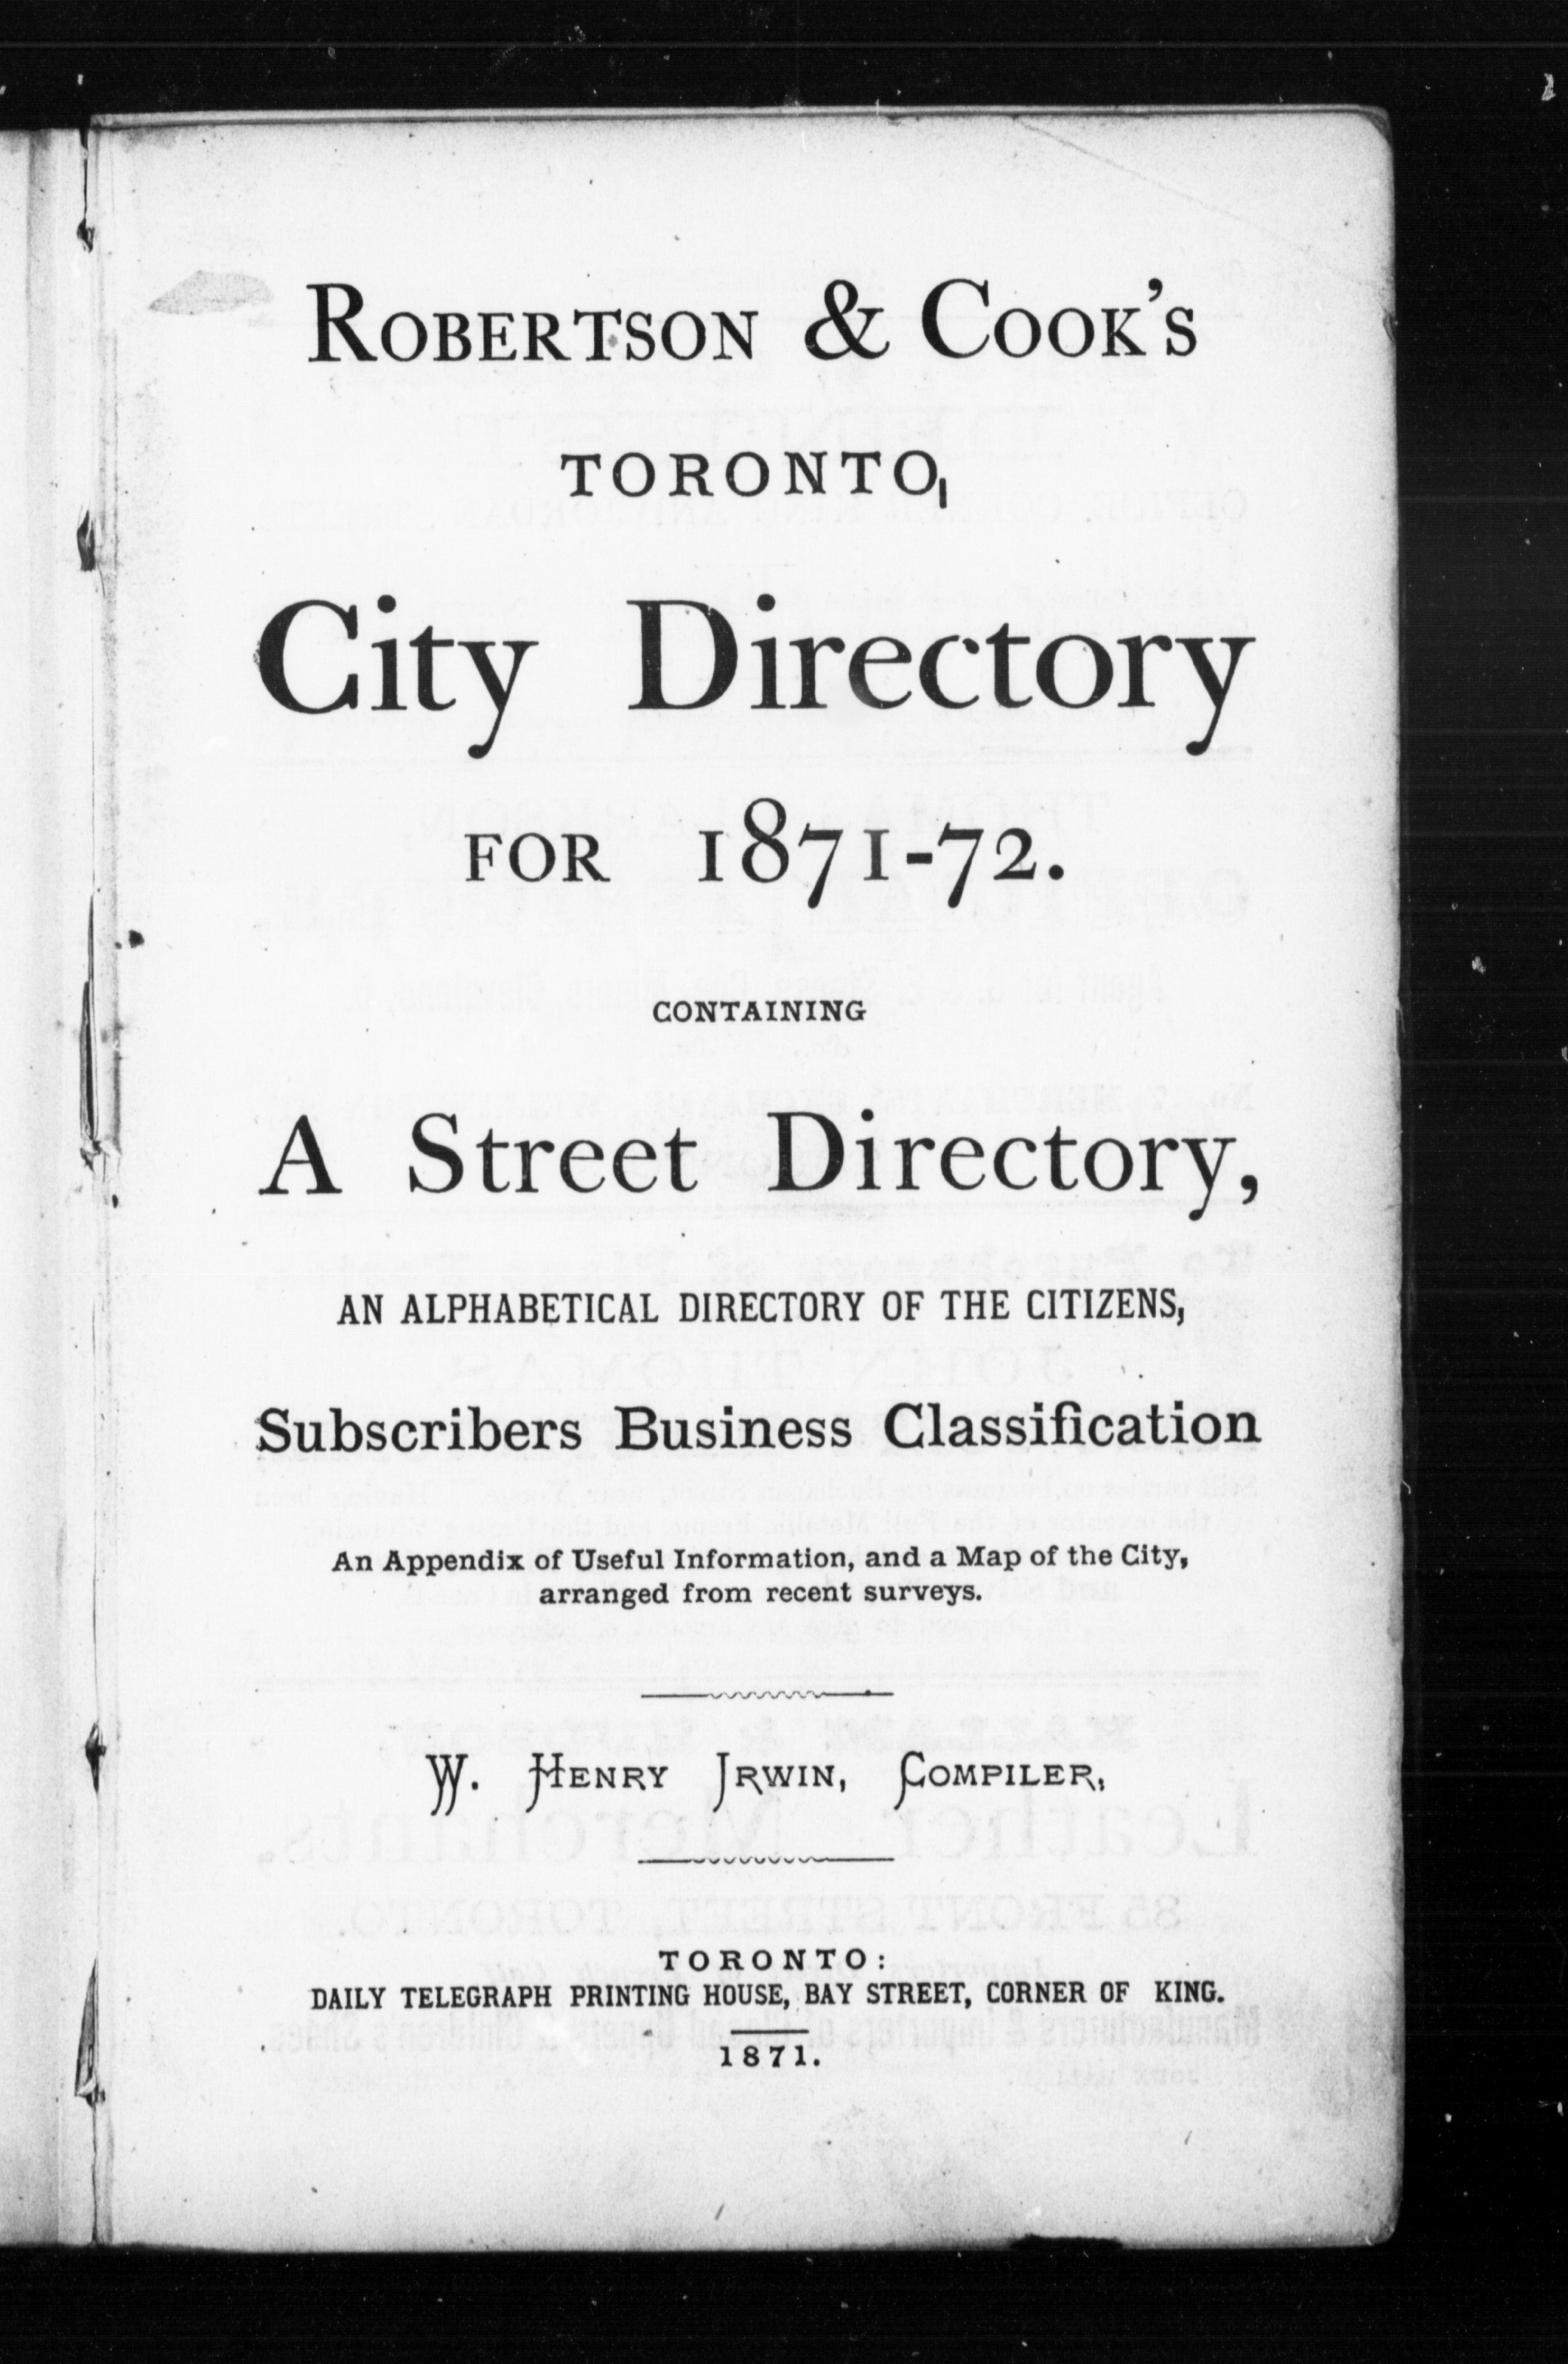 ROBERTSON & COOK'S
TORONTO,
City Directory
FOR 1871-72.
CONTAINING
A Street Directory,
AN ALPHABETICAL DIRECTORY OF THE CITIZENS,
Subscribers Business Classification
An Appendix of Useful Information, and a Map of the City,
arranged from recent surveys.
W. HENRY IRWIN, COMPILER,
TORONTO:
DAILY TELEGRAPH PRINTING HOUSE, BAY STREET, CORNER OF KING.
1871.